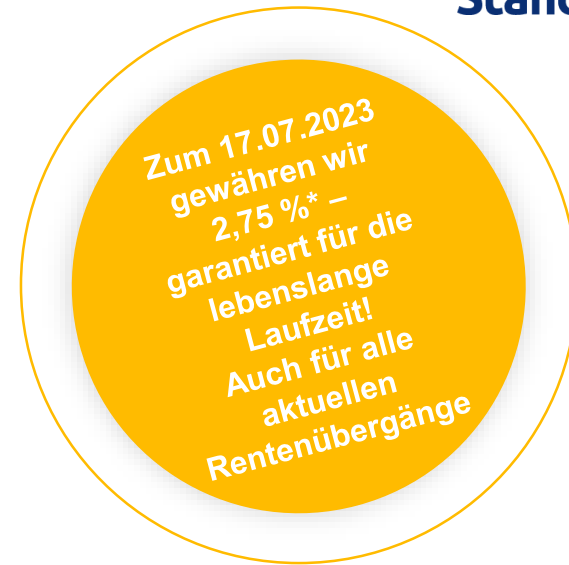 Zum 17.07.2023
gewähren wir
2,75 %* –
garantiert für die
lebenslange
Laufzeit!
Auch für alle
aktuellen
Rentenübergänge